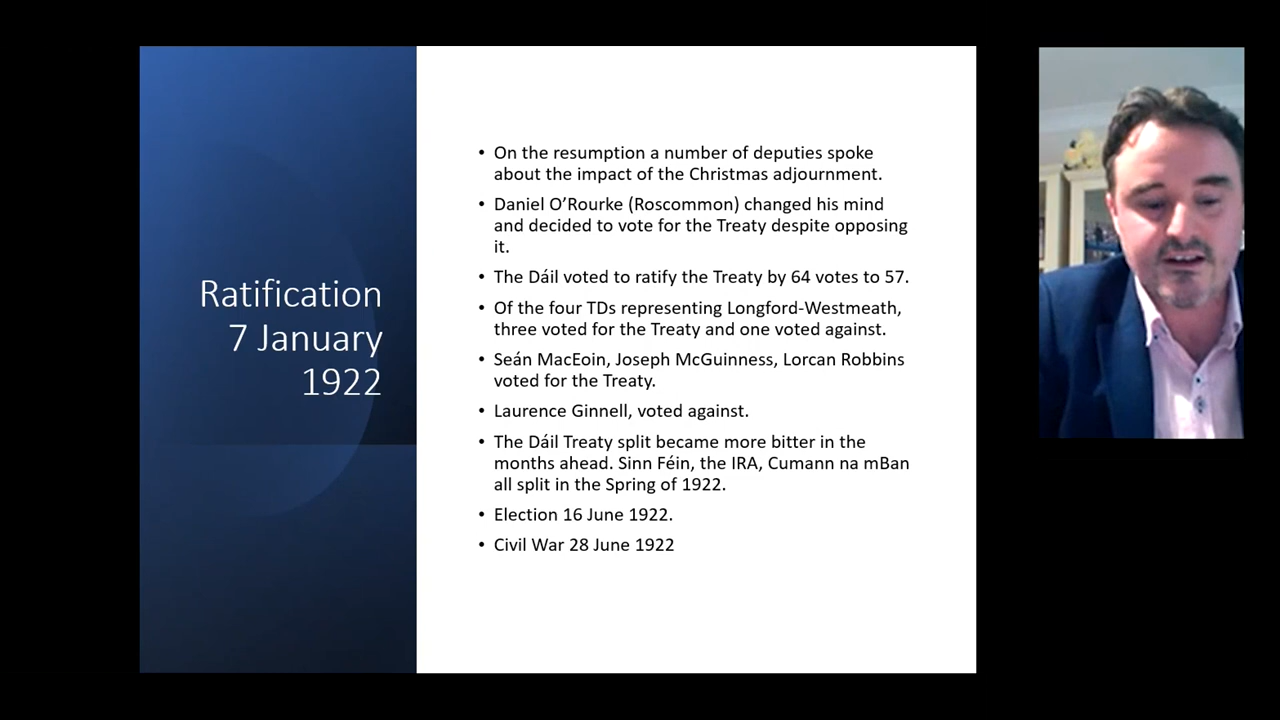 Ratification
7 January
1922
• On the resumption a number of deputies spoke
about the impact of the Christmas adjournment.
• Daniel O’Rourke (Roscommon) changed his mind
and decided to vote for the Treaty despite opposing
it.
• The Dáil voted to ratify the Treaty by 64 votes to 57.
• Of the four TDs representing Longford-Westmeath,
three voted for the Treaty and one voted against.
• Seán MacEoin, Joseph McGuinness, Lorcan Robbins
voted for the Treaty.
• Laurence Ginnell, voted against.
• The Dáil Treaty split became more bitter in the
months ahead. Sinn Féin, the IRA, Cumann na mBan
all split in the Spring of 1922.
• Election 16 June 1922.
• Civil War 28 June 1922